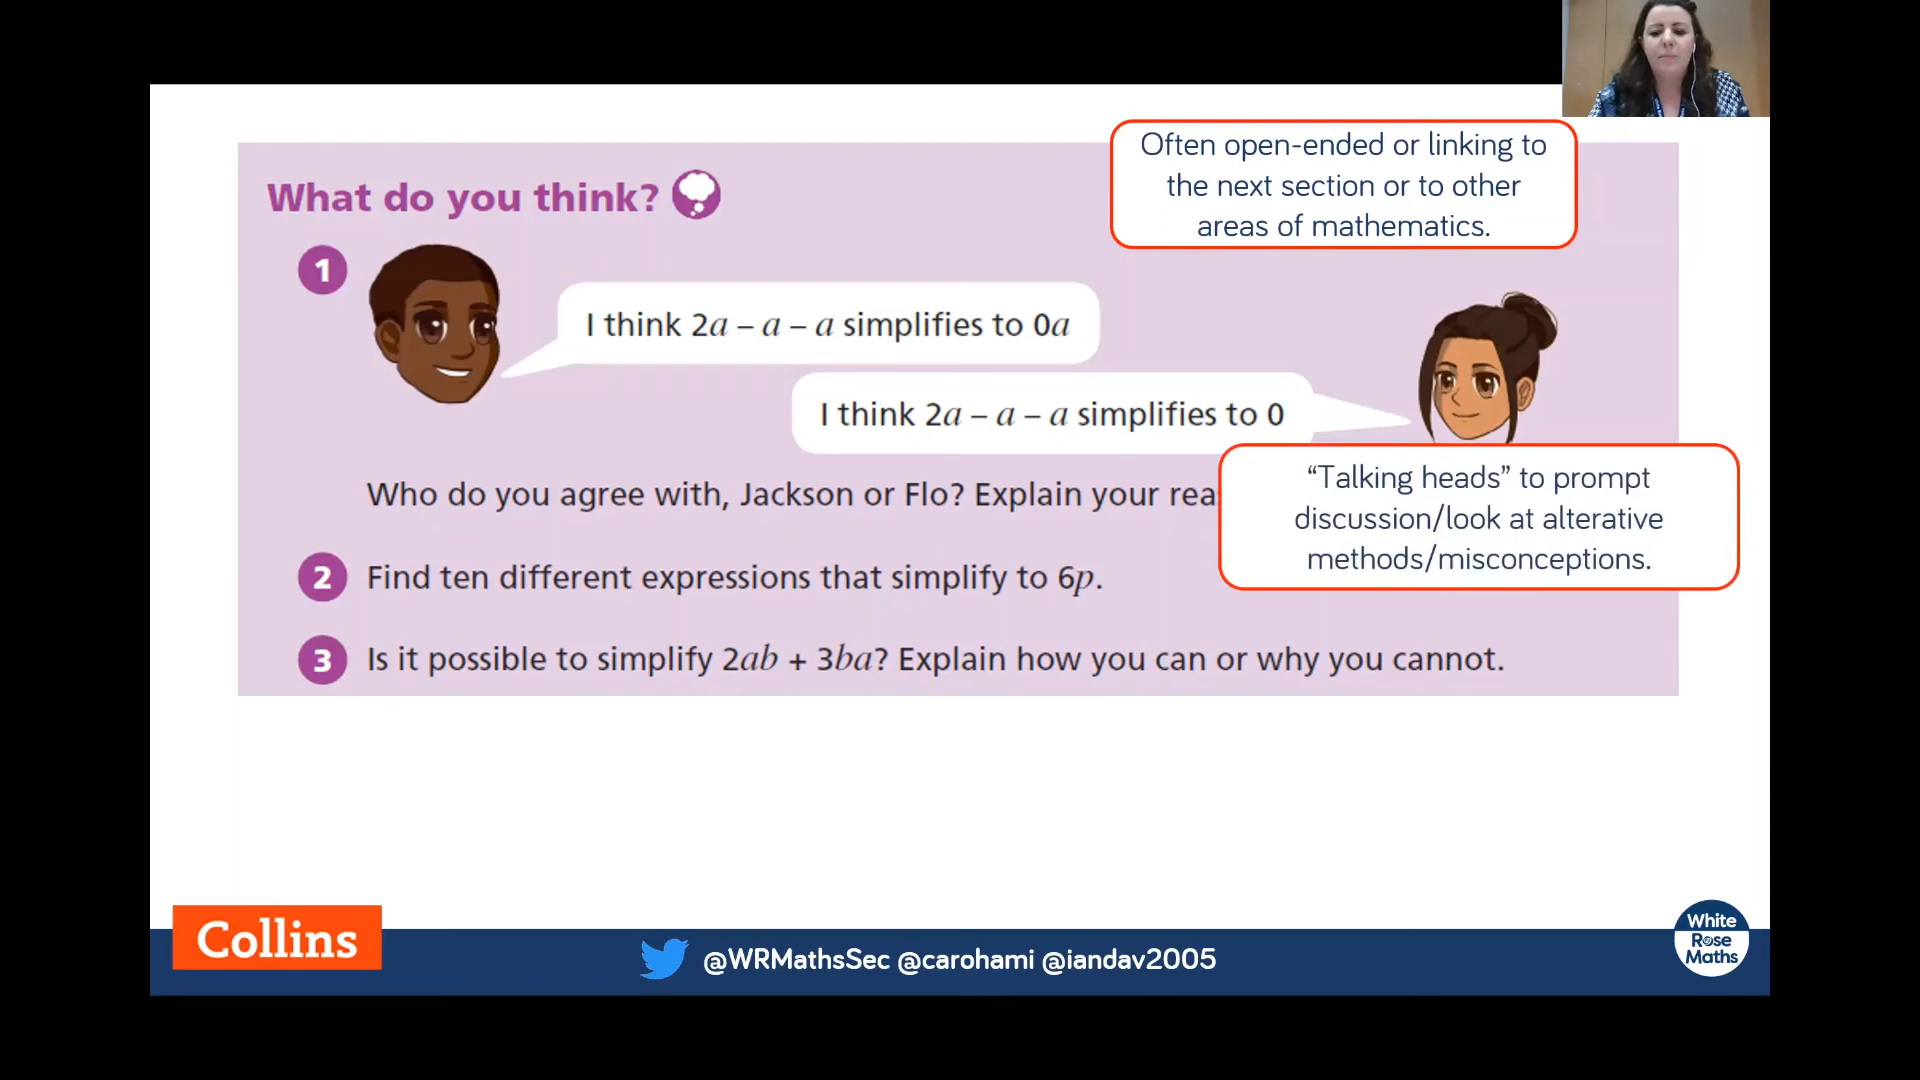 Often open-ended or linking to
the next section or to other
areas of mathematics.
What do you think?
1
I think 2a – a – a simplifies to 0a
I think 2a – a – a simplifies to 0
Who do you agree with, Jackson or Flo? Explain your rea
“Talking heads” to prompt
discussion/look at alterative
methods/misconceptions.
2 Find ten different expressions that simplify to 6p.
3 Is it possible to simplify 2ab + 3ba? Explain how you can or why you cannot.
Collins
@WRMathsSec @carohami @iandav2005
White
Rose
Maths